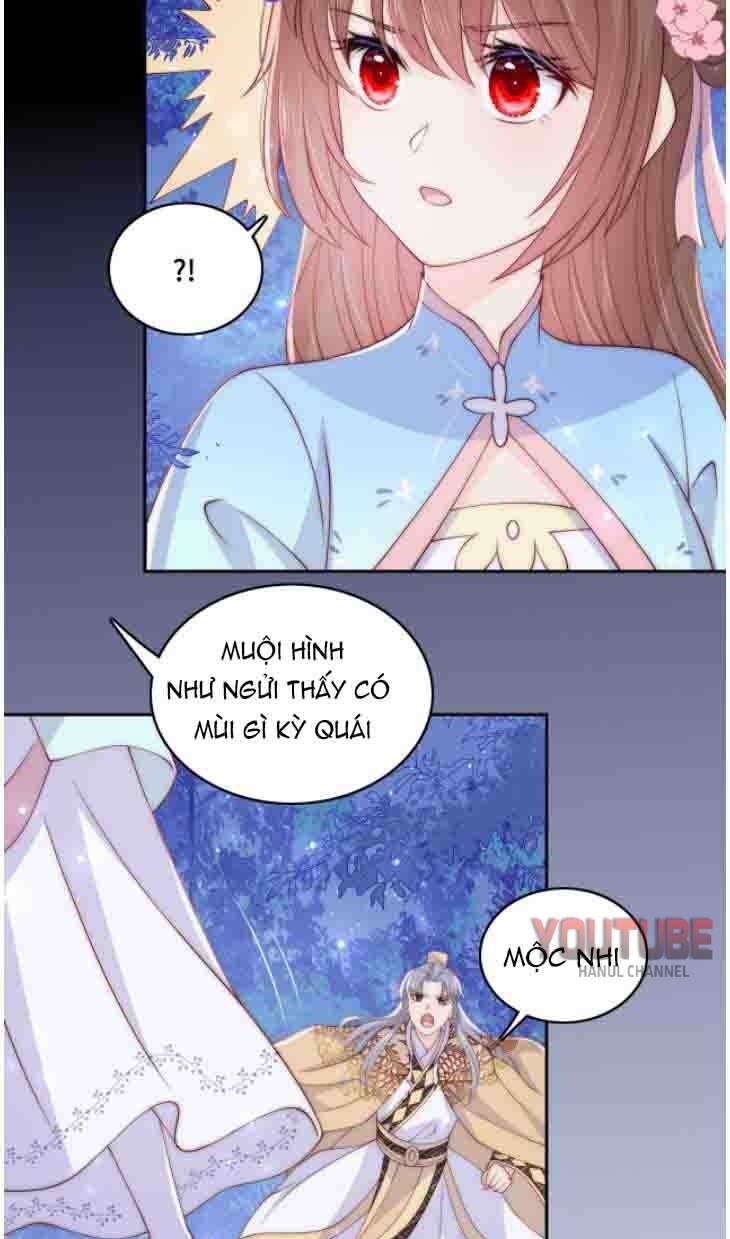 ?!
MUỘI HÌNH
NHƯ NGỬI THẤY CÓ
MÙI GÌ KỲ QUÁI
YOUTUBE
HANUL CHANNEL
MỘC NHI